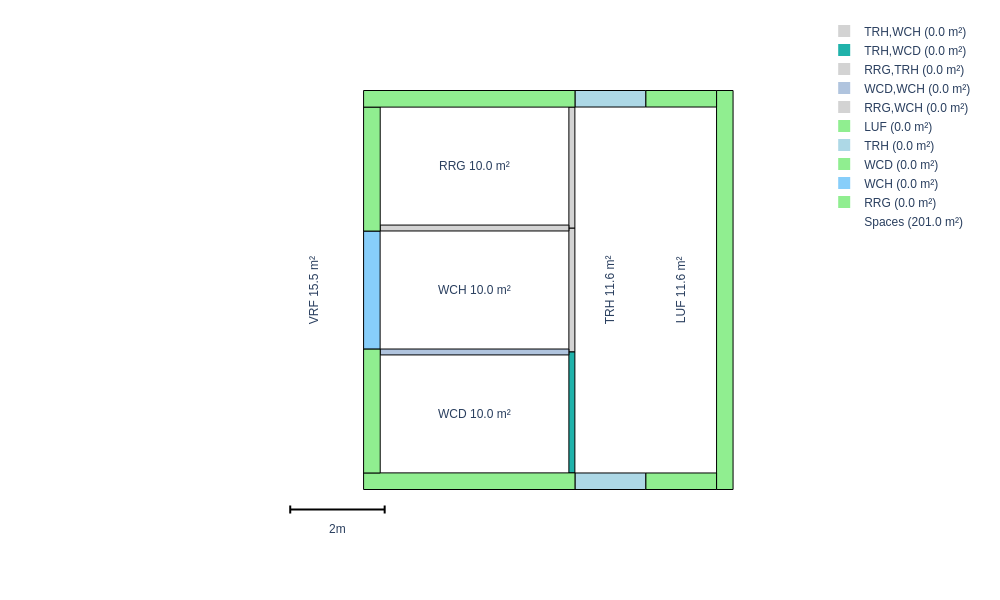 TRH,WCH (0.0 m²)
TRH,WCD (0.0 m²)
RRG,TRH (0.0 m²)
WCD,WCH (0.0 m²)
RRG,WCH (0.0 m²)
LUF (0.0 m²)
TRH (0.0 m²)
WCD (0.0 m²)
WCH (0.0 m²)
RRG (0.0 m²)
Spaces (201.0 m²)
RRG 10.0 m²
VRF 15.5 m²
WCH 10.0 m²
TRH 11.6 m²
LUF 11.6 m²
WCD 10.0 m²
2m